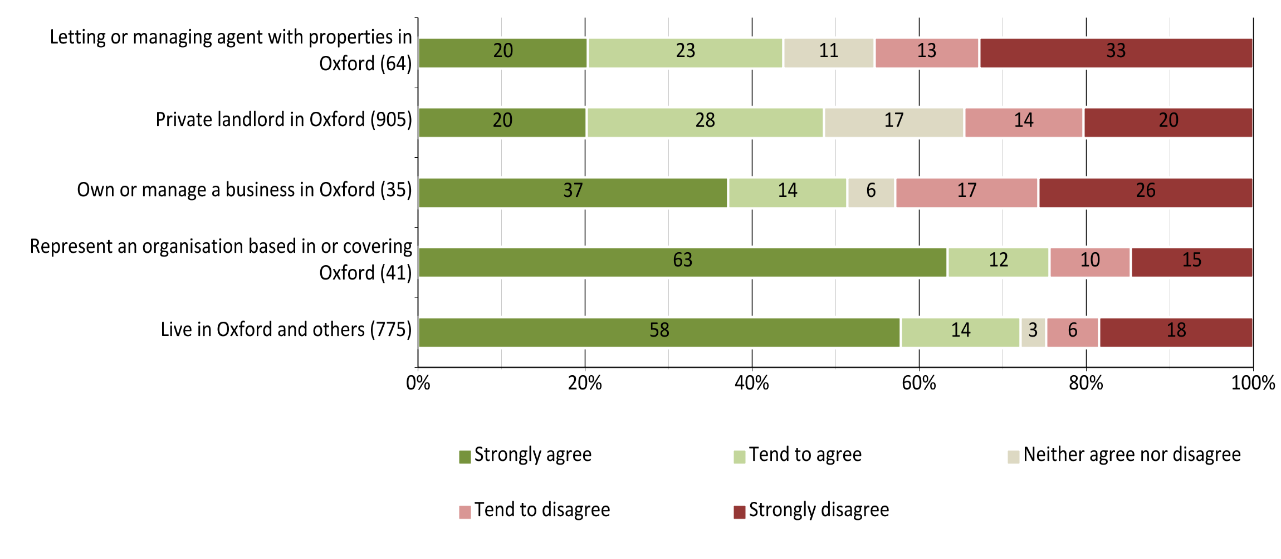 Letting or managing agent with properties in
Oxford (64)
20 23 11 13 33
Private landlord in Oxford (905)
20 28 17 14 20
Own or manage a business in Oxford (35)
37 14 6 17 26
Represent an organisation based in or covering
Oxford (41)
63 12 10 15
Live in Oxford and others (775)
58 14 3 6 18
0% 20% 40% 60% 80% 100%
Strongly agree Tend to agree Neither agree nor disagree
Tend to disagree Strongly disagree